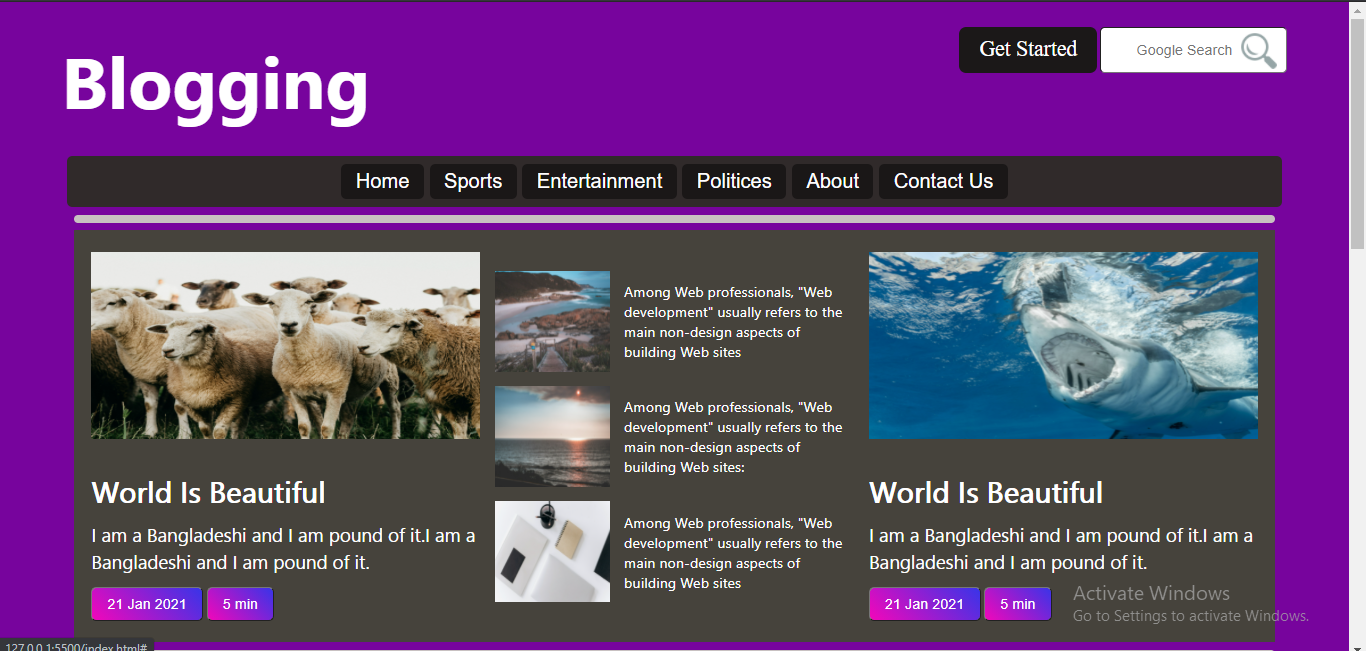 Blogging
Get Started
Google Search
Home Sports Entertainment Politices About Contact Us
World Is Beautiful
I am a Bangladeshi and I am pound of it.I am a
Bangladeshi and I am pound of it.
21 Jan 2021 5 min
Among Web professionals, "Web
development" usually refers to the
main non-design aspects of
building Web sites
Among Web professionals, "Web
development" usually refers to the
main non-design aspects of
building Web sites:
Among Web professionals, "Web
development" usually refers to the
main non-design aspects of
building Web sites
World Is Beautiful
I am a Bangladeshi and I am pound of it.I am a
Bangladeshi and I am pound of it.
21 Jan 2021 5 min
Activate Windows
Go to Settings to activate Windows.
127.0.0.1:5500/index.html#